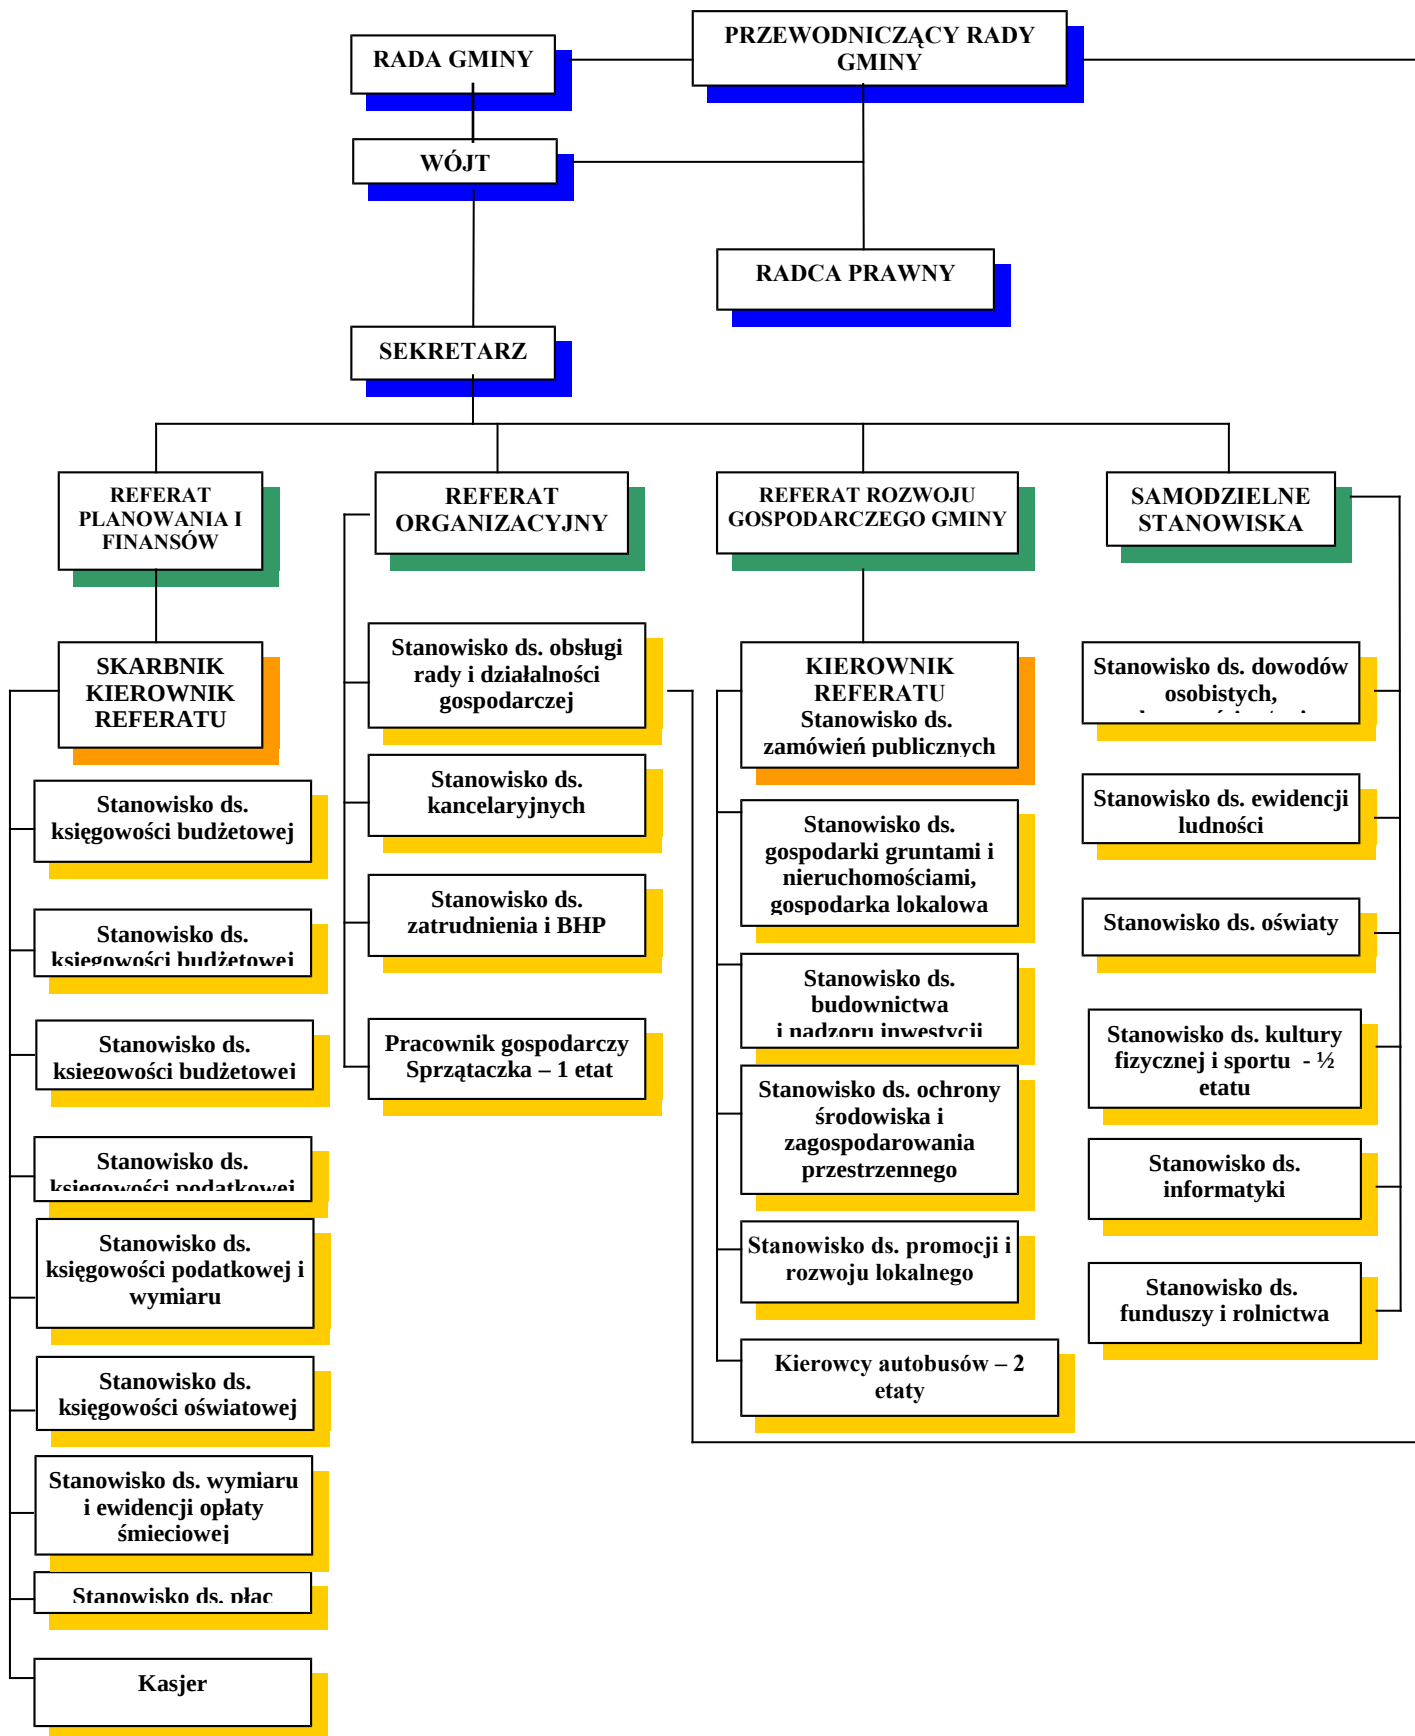 RADA GMINY
PRZEWODNICZĄCY RADY
GMINY
WÓJT
RADCA PRAWNY
SEKRETARZ
REFERAT
PLANOWANIA I
FINANSÓW
REFERAT
ORGANIZACYJNY
REFERAT ROZWOJU
GOSPODARCZEGO GMINY
SAMODZIELNE
STANOWISKA
SKARBNIK
KIEROWNIK
REFERATU
Stanowisko ds.
księgowości budżetowej
Stanowisko ds.
księgowości budżetowej
Stanowisko ds.
księgowości budżetowej
Stanowisko ds.
księgowości podatkowej
Stanowisko ds.
księgowości podatkowej i
wymiaru
Stanowisko ds.
księgowości oświatowej
Stanowisko ds. wymiaru
i ewidencji opłaty
śmieciowej
Stanowisko ds. płac
Kasjer
Stanowisko ds. obsługi
rady i działalności
gospodarczej
Stanowisko ds.
kancelaryjnych
Stanowisko ds.
zatrudnienia i BHP
Pracownik gospodarczy
Sprzątaczka – 1 etat
KIEROWNIK
REFERATU
Stanowisko ds.
zamówień publicznych
Stanowisko ds.
gospodarki gruntami i
nieruchomościami,
gospodarka lokalowa
Stanowisko ds.
budownictwa
i nadzoru inwestycji
Stanowisko ds. ochrony
środowiska i
zagospodarowania
przestrzennego
Stanowisko ds. promocji i
rozwoju lokalnego
Kierowcy autobusów – 2
etaty
Stanowisko ds. dowodów
osobistych,
Stanowisko ds. ewidencji
ludności
Stanowisko ds. oświaty
Stanowisko ds. kultury
fizycznej i sportu - ½
etatu
Stanowisko ds.
informatyki
Stanowisko ds.
funduszy i rolnictwa